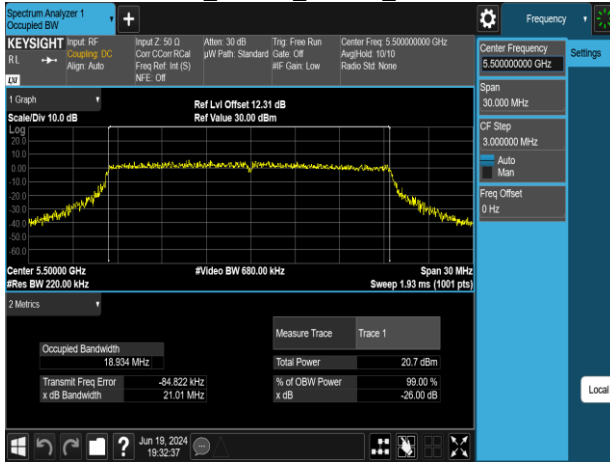 Spectrum Analyzer 1
Occupied BW
Frequency
KEYSIGHT
RL
LXI
Input: RF
Coupling: DC
Align: Auto
Input Z: 50 Ω
Corr CCorr RCal
Freq Ref: Int (S)
NFE: Off
Atten: 30 dB
µW Path: Standard
Trig: Free Run
Gate: Off
#IF Gain: Low
Center Freq: 5.500000000 GHz
Avg|Hold: 10/10
Radio Std: None
Center Frequency
5.500000000 GHz
Settings
Span
30.000 MHz
CF Step
3.000000 MHz
Auto
Man
Freq Offset
0 Hz
Local
1 Graph
Scale/Div 10.0 dB
Ref Lvl Offset 12.31 dB
Ref Value 30.00 dBm
Log
20.0
10.0
0.00
-10.0
-20.0
-30.0
-40.0
-50.0
-60.0
Center 5.50000 GHz
#Res BW 220.00 kHz
#Video BW 680.00 kHz
Span 30 MHz
Sweep 1.93 ms (1001 pts)
2 Metrics
Measure Trace
Trace 1
Occupied Bandwidth
18.934 MHz
Total Power
20.7 dBm
Transmit Freq Error
-84.822 kHz
% of OBW Power
99.00 %
x dB Bandwidth
21.01 MHz
x dB
-26.00 dB
?
Jun 19, 2024
19:32:37